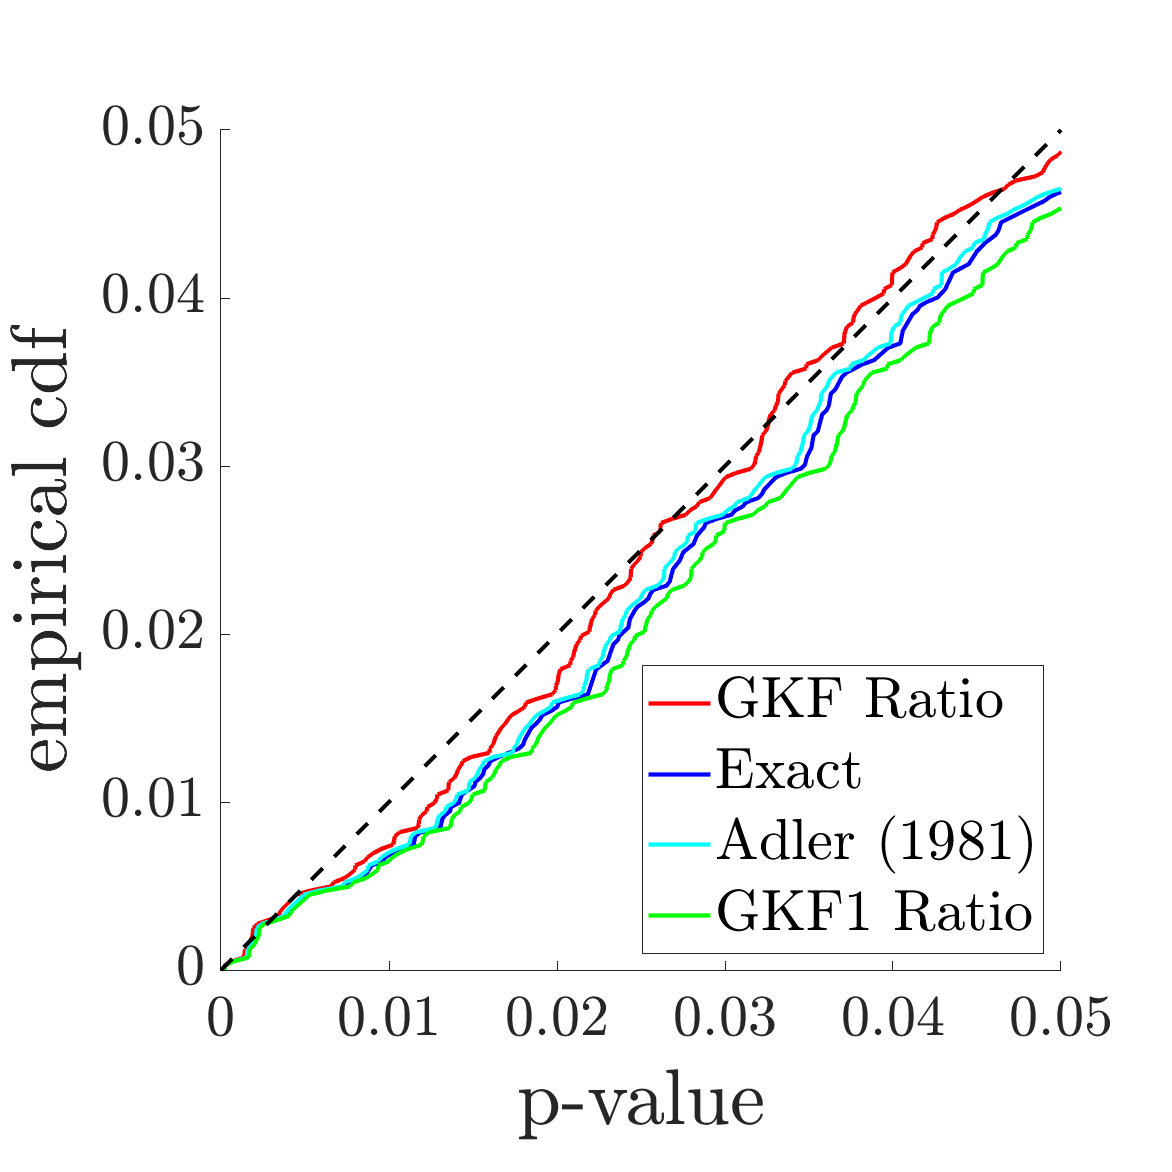 0.05
0.04
0.03
0.02
0.01
0
empirical cdf
GKF Ratio
Exact
Adler (1981)
GKF1 Ratio
0 0.01 0.02 0.03 0.04 0.05
p-value